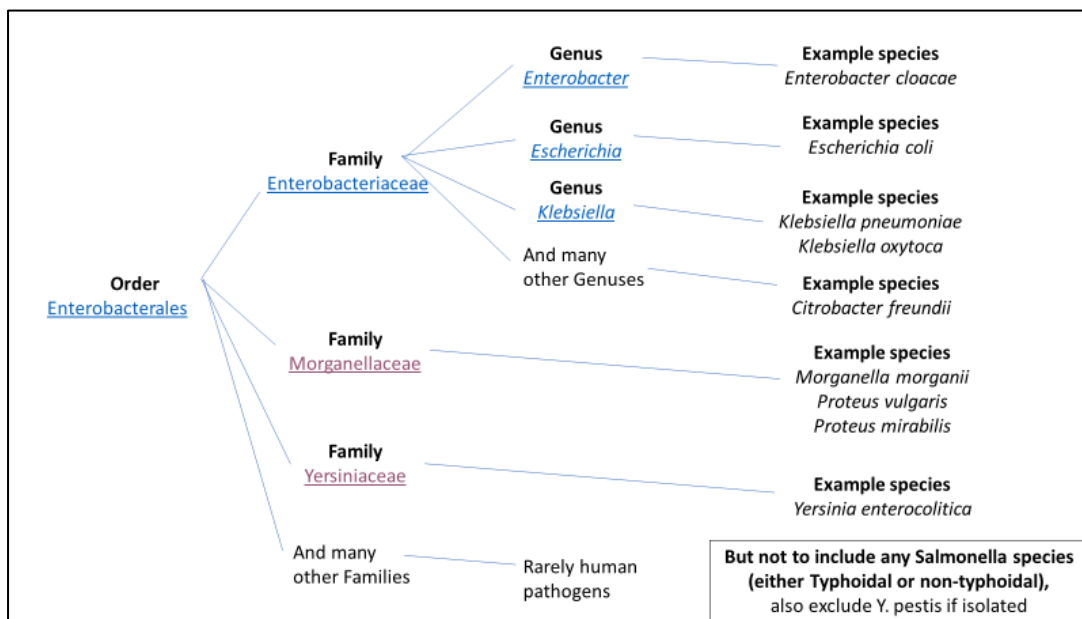 Genus
Enterobacter
Example species
Enterobacter cloacae
Genus
Escherichia
Example species
Escherichia coli
Family
Enterobacteriaceae
Genus
Klebsiella
Example species
Klebsiella pneumoniae
Klebsiella oxytoca
And many
other Genuses
Example species
Citrobacter freundii
Order
Enterobacterales
Family
Morganellaceae
Example species
Morganella morganii
Proteus vulgaris
Proteus mirabilis
Family
Yersiniaceae
Example species
Yersinia enterocolitica
And many
other Families
Rarely human
pathogens
But not to include any Salmonella species
(either Typhoidal or non-typhoidal),
also exclude Y. pestis if isolated